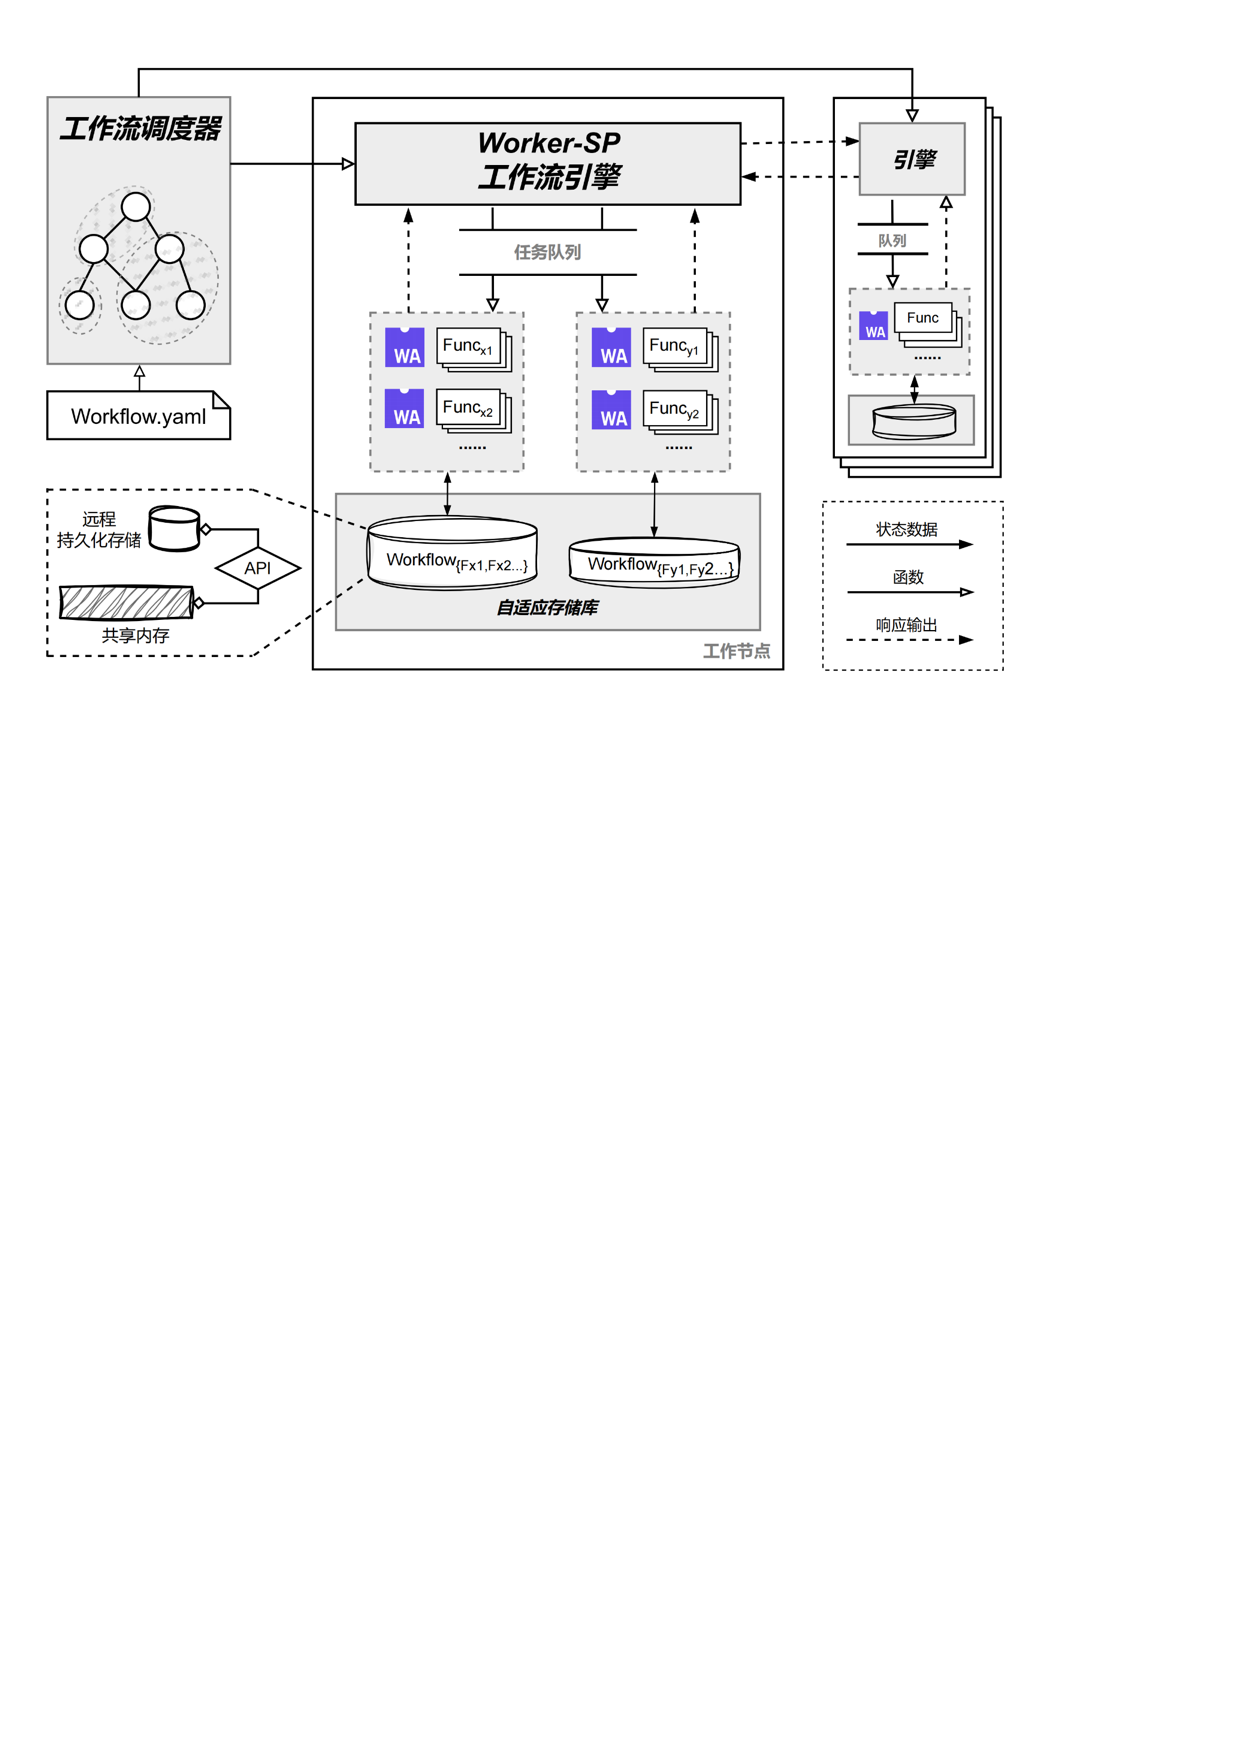 工作流调度器
Workflow.yaml
Worker-SP
工作流引擎
任务队列
WA
Funcx1
WA
Funcx2
......
WA
Funcy1
WA
Funcy2
......
Workflow{Fx1,Fx2...}
Workflow{Fy1,Fy2...}
自适应存储库
工作节点
远程
持久化存储
API
共享内存
引擎
队列
WA
Func
......
状态数据
函数
响应输出